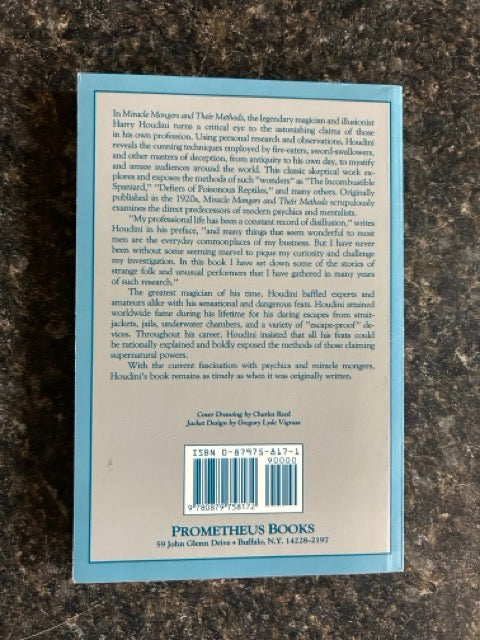 In Miracle Mongers and Their Methods, the legendary magician and illusionist
Harry Houdini turns a critical eye to the astonishing claims of those
in his own profession. Using personal research and observations, Houdini
reveals the cunning techniques employed by fire-eaters, sword-swallowers,
and other masters of deception, from antiquity to his own day, to mystify
and amuse audiences around the world. This classic skeptical work ex-
plores and exposes the methods of such "wonders" as "The Incombustible
Spaniard," "Defiers of Poisonous Reptiles," and many others. Originally
published in the 1920s, Miracle Mongers and Their Methods scrupulously
examines the direct predecessors of modern psychics and mentalists.
"My professional life has been a constant record of disillusion," writes
Houdini in his preface, "and many things that seem wonderful to most
men are the everyday commonplaces of my business. But I have never
been without some seeming marvel to pique my curiosity and challenge
my investigation. In this book I have set down some of the stories of
strange folk and unusual performers that I have gathered in many years
of such research."
The greatest magician of his time, Houdini baffled experts and
amateurs alike with his sensational and dangerous feats. Houdini attained
worldwide fame during his lifetime for his daring escapes from strait-
jackets, jails, underwater chambers, and a variety of "escape-proof" de-
vices. Throughout his career, Houdini insisted that all his feats could
be rationally explained and boldly exposed the methods of those claiming
supernatural powers.
With the current fascination with psychics and miracle mongers,
Houdini's book remains as timely as when it was originally written.
Cover Drawing by Charles Reed
Jacket Design by Gregory Lyde Vigrass
ISBN 0-87975-817-1
90000
9 780879 758172
PROMETHEUS BOOKS
59 John Glenn Drive • Buffalo, N.Y. 14228-2197